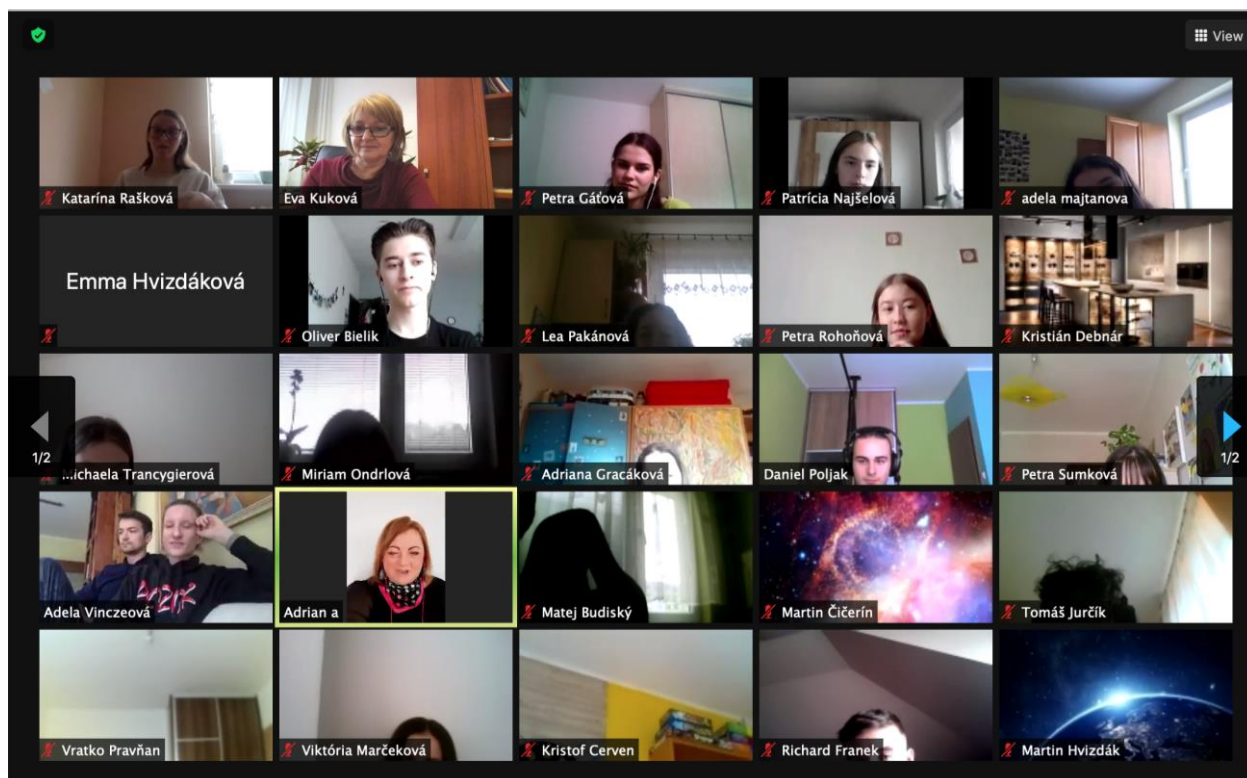 View
Katarína Rašková
Eva Kuková
Petra Gáťová
Patrícia Najšelová
adela majtanova
Emma Hvizdáková
Oliver Bielik
Lea Pakánová
Petra Rohoňová
Kristián Debnár
1/2
Michaela Trancygierová
Miriam Ondrlová
Adriana Gracáková
Daniel Poljak
Petra Sumková
1/2
Adela Vinczeová
Adrian a
Matej Budiský
Martin Čičerín
Tomáš Jurčík
Vratko Pravňan
Viktória Marčeková
Kristof Cerven
Richard Franek
Martin Hvizdák